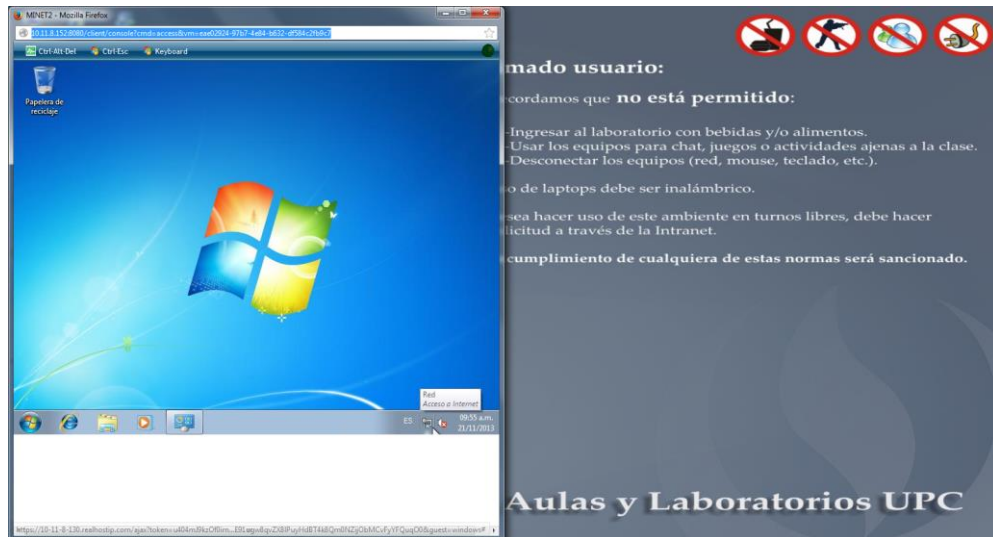 MINET2 - Mozilla Firefox
10.11.8.152:8080/client/console?cmd=access&vm=eae02924-97b7-4e84-b632-df584c2fb9c7
Ctrl-Alt-Del Ctrl-Esc Keyboard
Papelera de
reciclaje
Red
Acceso a Internet
ES
09:55 a.m.
21/11/2013
mado usuario:
cordamos que no está permitido:
-Ingresar al laboratorio con bebidas y/o alimentos.
-Usar los equipos para chat, juegos o actividades ajenas a la clase.
-Desconectar los equipos (red, mouse, teclado, etc.).
o de laptops debe ser inalámbrico.
sea hacer uso de este ambiente en turnos libres, debe hacer
licitud a través de la Intranet.
cumplimiento de cualquiera de estas normas será sancionado.
Aulas y Laboratorios UPC